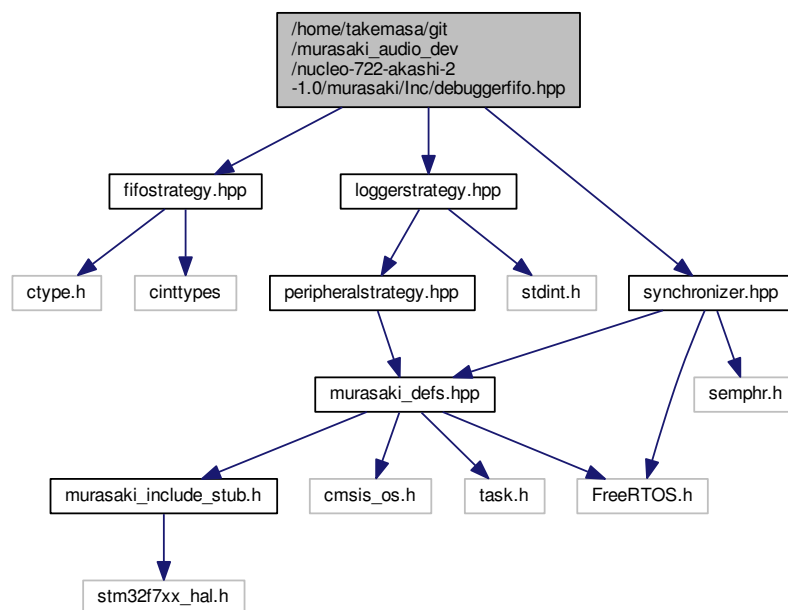 /home/takemasa/git
/murasaki_audio_dev
/nucleo-722-akashi-2
-1.0/murasaki/Inc/debuggerfifo.hpp
fifostrategy.hpp
loggerstrategy.hpp
ctype.h
cinttypes
peripheralstrategy.hpp
stdint.h
synchronizer.hpp
murasaki_defs.hpp
semphr.h
murasaki_include_stub.h
cmsis_os.h
task.h
FreeRTOS.h
stm32f7xx_hal.h